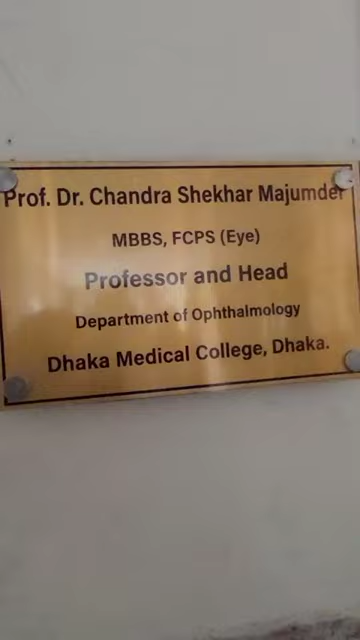 Prof. Dr. Chandra Shekhar Majumder
MBBS, FCPS (Eye)
Professor and Head
Department of Ophthalmology
Dhaka Medical College, Dhaka.